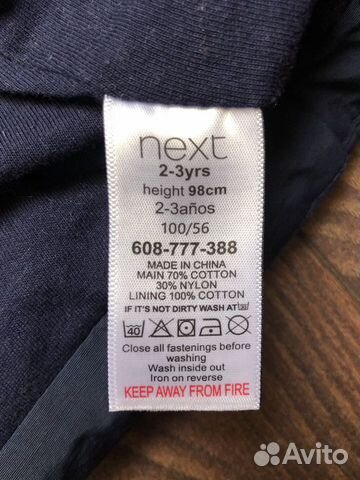 next
2-3yrs
height 98cm
2-3años
100/56
608-777-388
MADE IN CHINA
MAIN 70% COTTON
30% NYLON
LINING 100% COTTON
IF IT'S NOT DIRTY WASH AT 30
40
Close all fastenings before
washing
Wash inside out
Iron on reverse
KEEP AWAY FROM FIRE
Avito